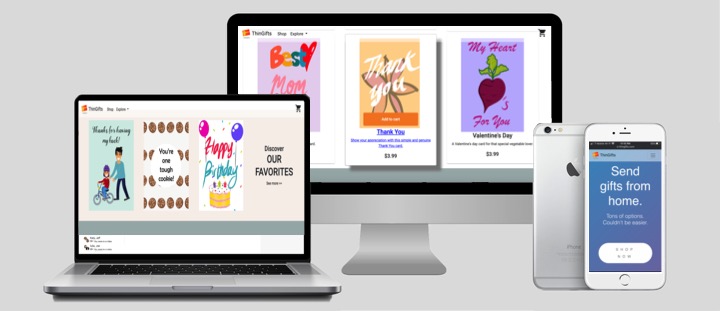 ThinGifts Shop Explore
Best
Mom
Thank
you
Add to cart
Thank You
Show your appreciation with this simple and genuine
Thank You card.
$3.99
My Heart
's
For You
Valentine's Day
A Valentine's day card for that special vegetable lover
$3.99
ThinGifts Shop Explore
Thanks for having
my back!
You're
one
tough
cookie!
Happy
Birthday
Discover
OUR
FAVORITES
See more >>
iPhone
ThinGifts
Send
gifts from
home.
Tons of options.
Couldn't be easier.
SHOP
NOW